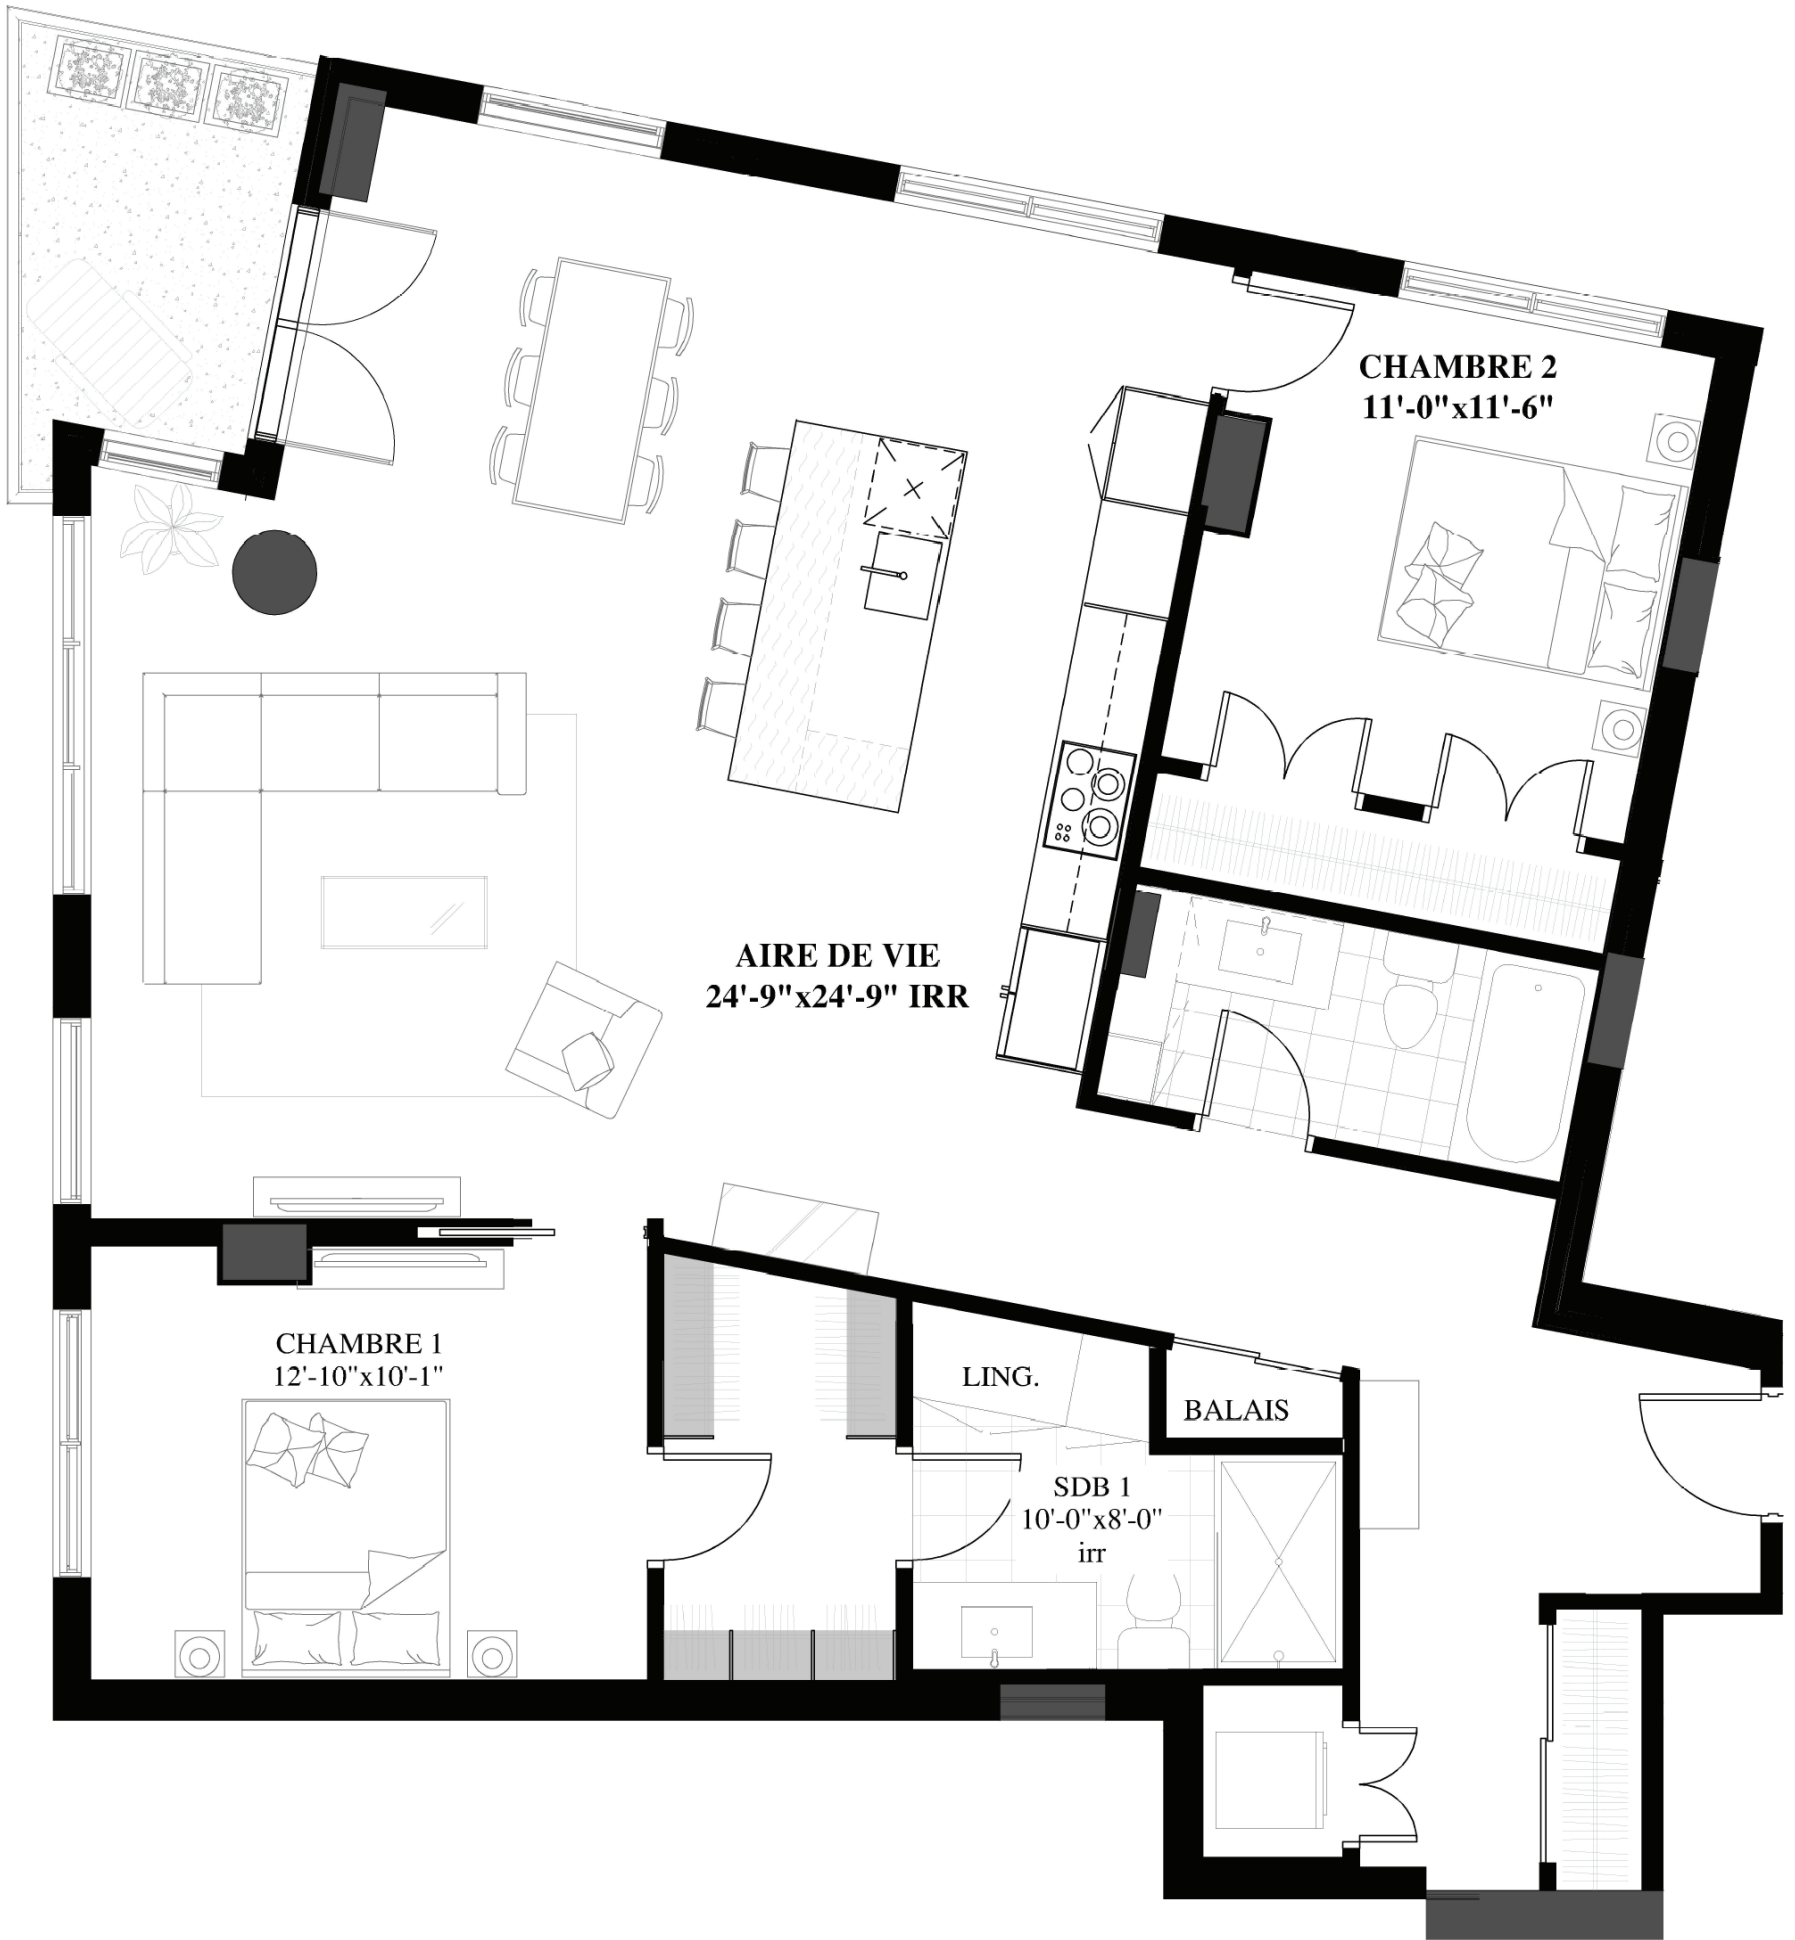 CHAMBRE 2
11'-0"x11'-6"
AIRE DE VIE
24'-9"x24'-9" IRR
CHAMBRE 1
12'-10"x10'-1"
LING.
BALAIS
SDB 1
10'-0"x8'-0"
irr